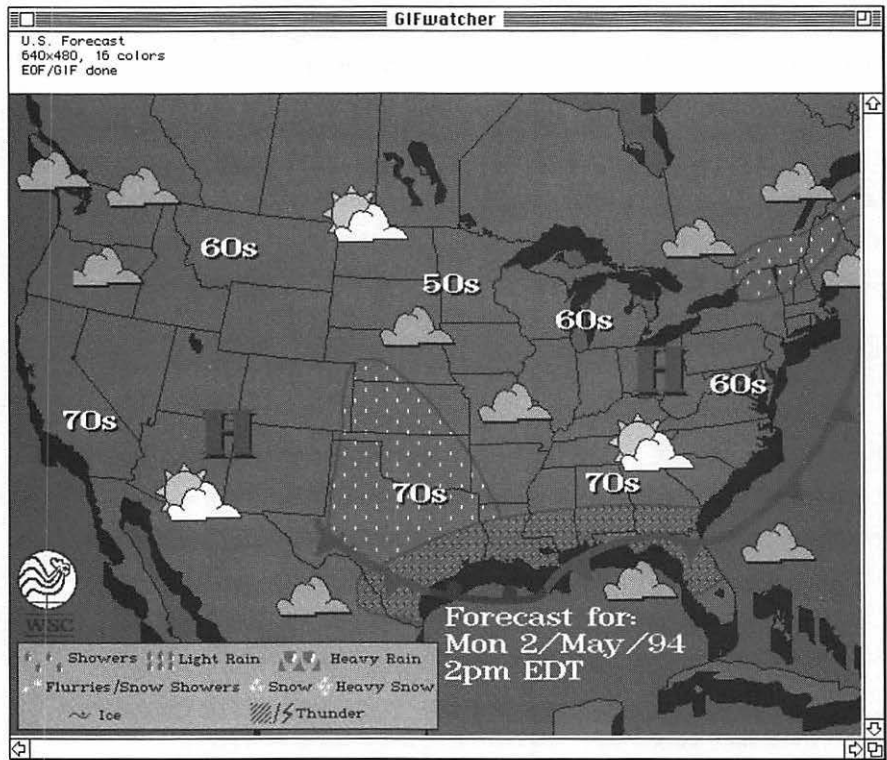 GIFwatcher
U.S. Forecast
640x480, 16 colors
EOF/GIF done
60s
50s
60s
H
60s
70s
H
70s
70s
WSC
Forecast for:
Mon 2/May/94
2pm EDT
Showers Light Rain Heavy Rain
Flurries/Snow Showers Snow Heavy Snow
Ice Thunder